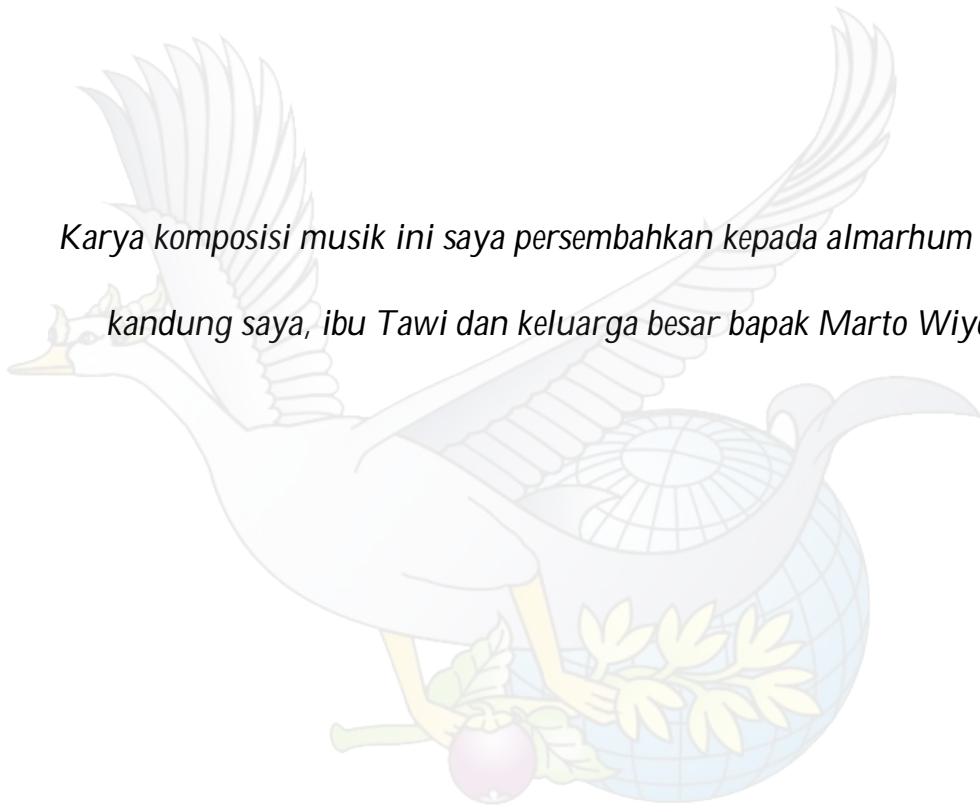 Karya komposisi musik ini saya persembahkan kepada almarhum
kandung saya, ibu Tawi dan keluarga besar bapak Marto